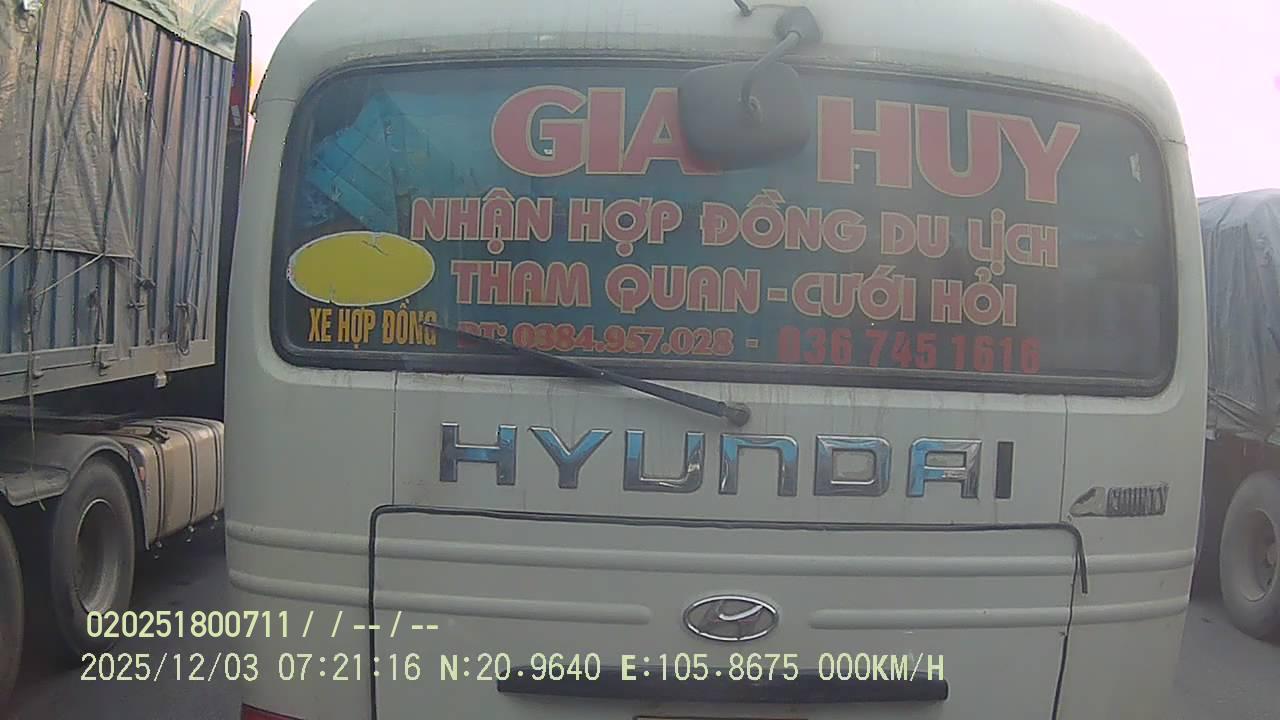 GIA HUY
NHẬN HỢP ĐỒNG DU LỊCH
THAM QUAN - CƯỚI HỎI
XE HỢP ĐỒNG
ĐT: 0384.957.028 - 036 745 1616
HYUNDAI
COUNTY
020251800711 / / -- / --
2025/12/03 07:21:16 N:20.9640 E:105.8675 000KM/H